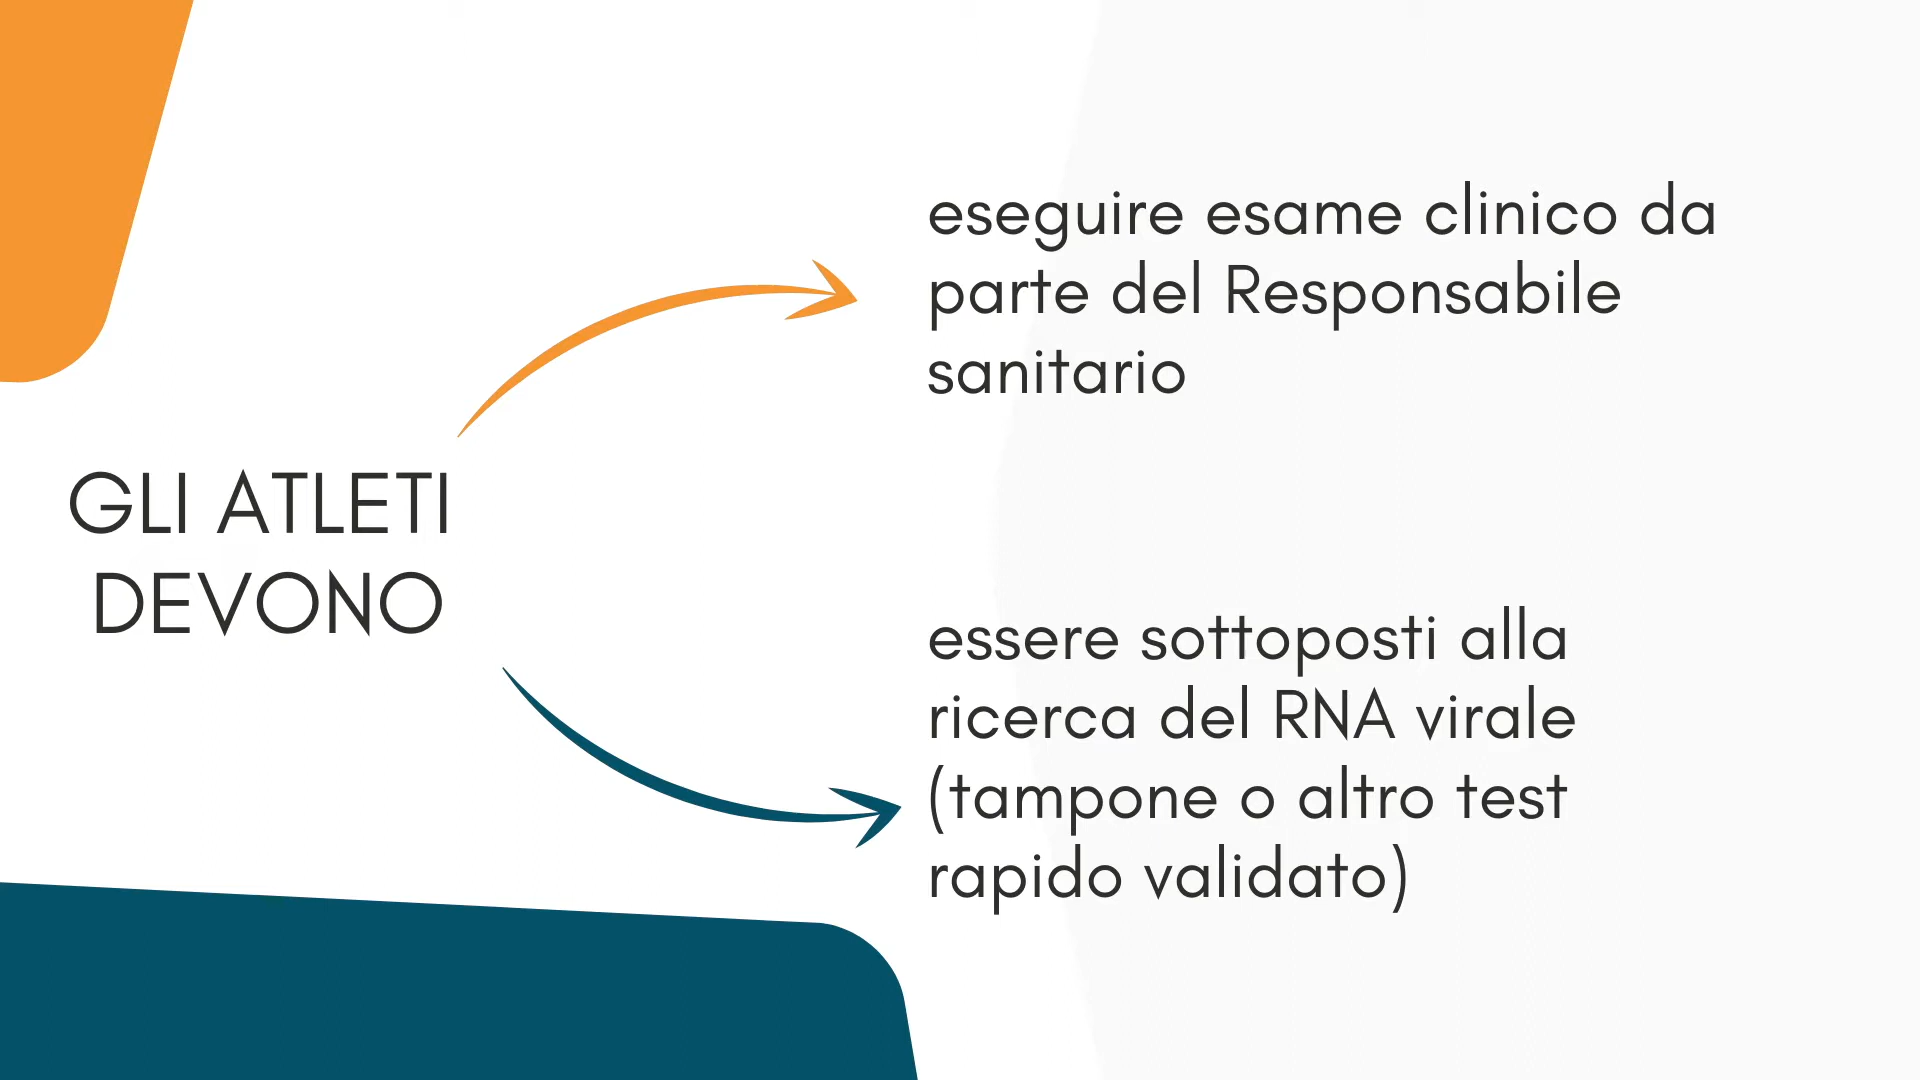 GLI ATLETI
DEVONO
eseguire esame clinico da
parte del Responsabile
sanitario
essere sottoposti alla
ricerca del RNA virale
(tampone o altro test
rapido validato)